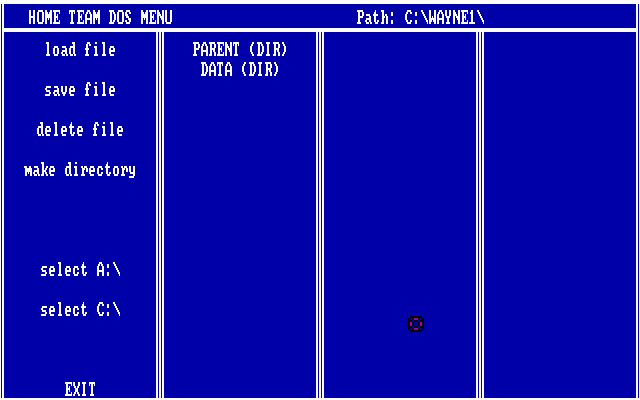 HOME TEAM DOS MENU Path: C:\WAYNE1\
load file
PARENT (DIR)
DATA (DIR)
save file
delete file
make directory
select A:\
select C:\
EXIT